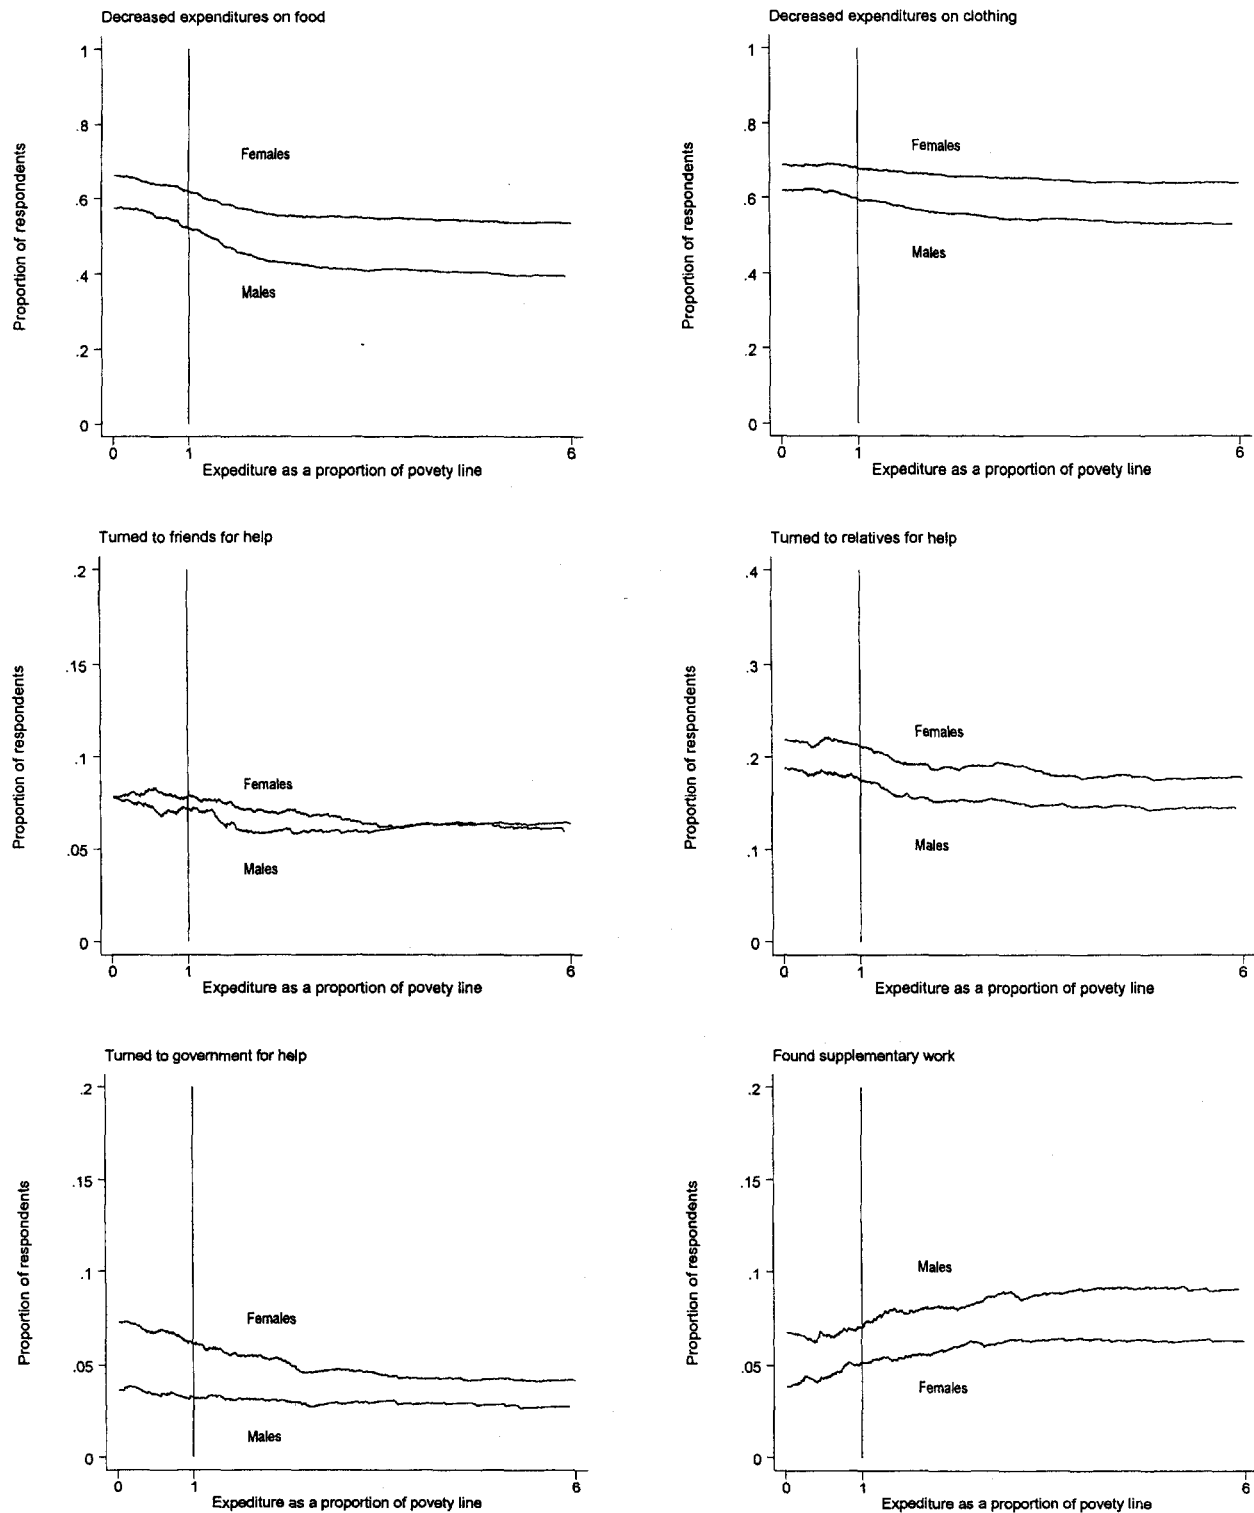 Decreased expenditures on food
Proportion of respondents
1
.8
.6
.4
.2
0
Females
Males
0 1 6
Expediture as a proportion of povety line
Decreased expenditures on clothing
Proportion of respondents
1
.8
.6
.4
.2
0
Females
Males
0 1 6
Expediture as a proportion of povety line
Turned to friends for help
Proportion of respondents
.2
.15
.1
.05
0
Females
Males
0 1 6
Expediture as a proportion of povety line
Turned to relatives for help
Proportion of respondents
.4
.3
.2
.1
0
Females
Males
0 1 6
Expediture as a proportion of povety line
Turned to government for help
Proportion of respondents
.2
.15
.1
.05
0
Females
Males
0 1 6
Expediture as a proportion of povety line
Found supplementary work
Proportion of respondents
.2
.15
.1
.05
0
Males
Females
0 1 6
Expediture as a proportion of povety line